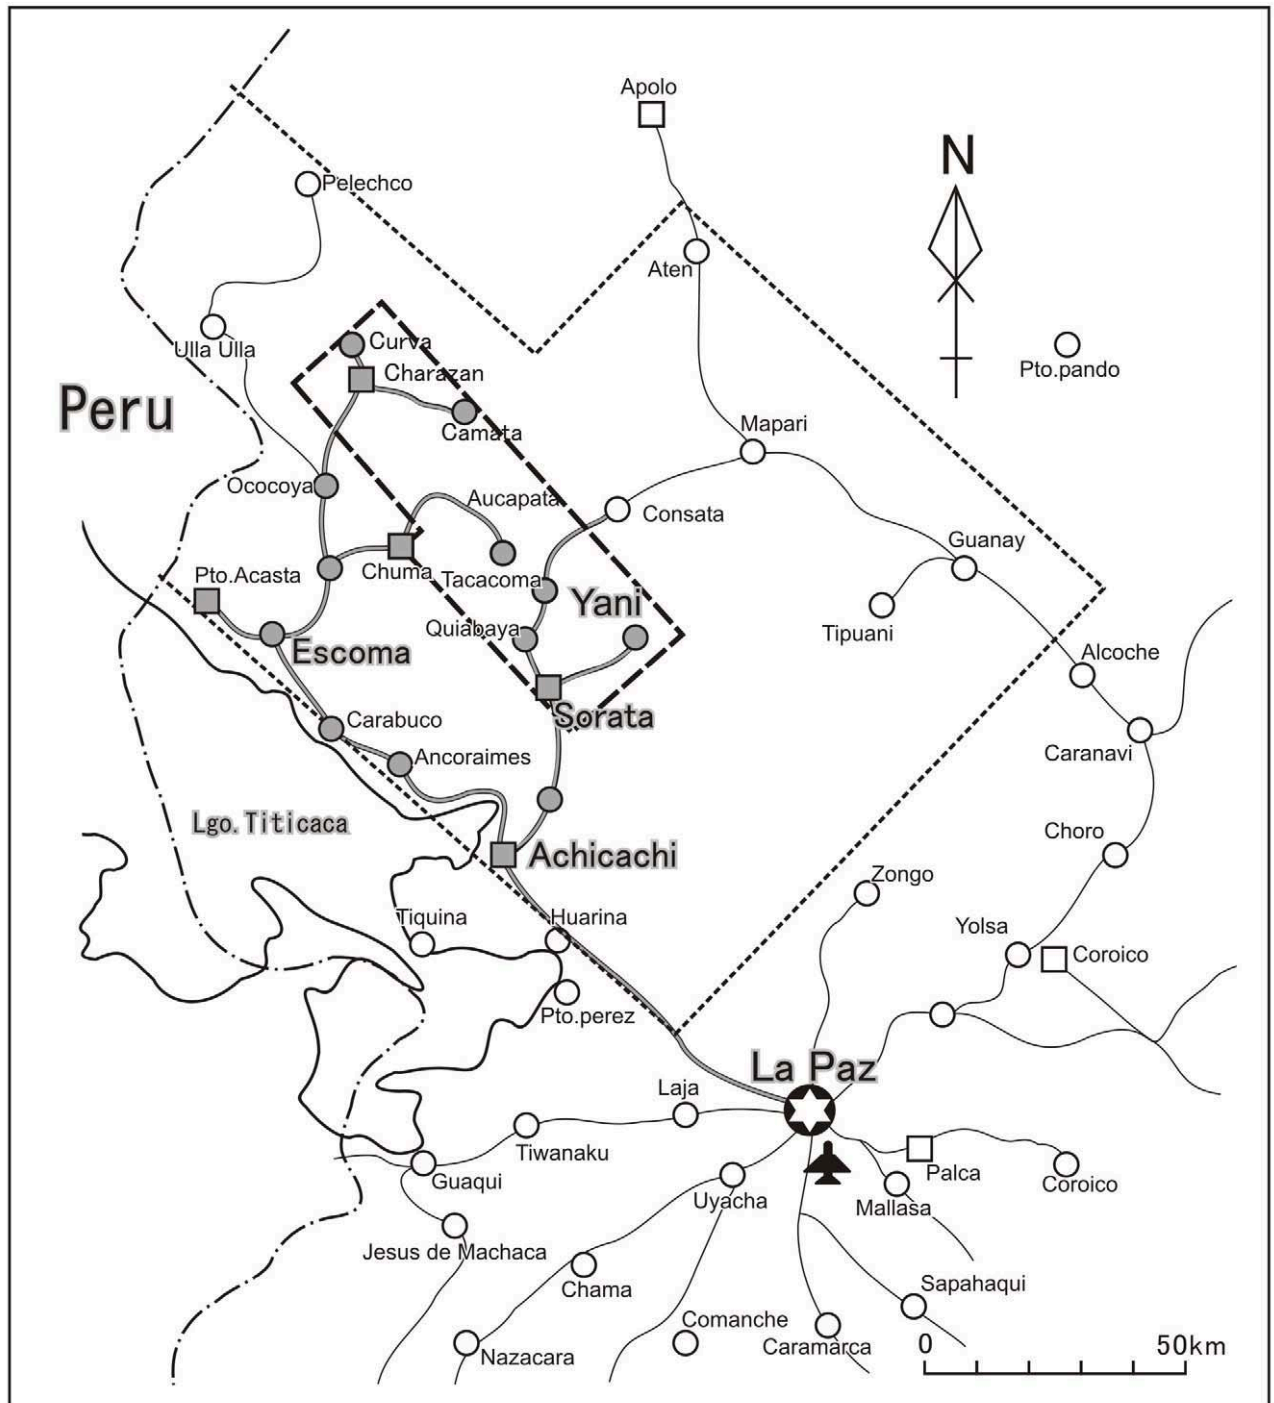 Apolo
N
Pelechco
Aten
Ulla Ulla
Curva
Pto.pando
Charazan
Peru
Camata
Mapari
Ococoya
Aucapata
Consata
Guanay
Pto.Acasta
Chuma
Tacacoma
Yani
Quiabaya
Tipuani
Escoma
Alcoche
Carabuco
Sorata
Ancoraimes
Caranavi
Lgo.Titicaca
Choro
Achicachi
Zongo
Tiquina
Huarina
Yolsa
Coroico
Pto.perez
La Paz
Laja
Tiwanaku
Guaqui
Palca
Coroico
Uyacha
Mallasa
Jesus de Machaca
Chama
Sapahaqui
Comanche
Caramarca
Nazacara
0
50km